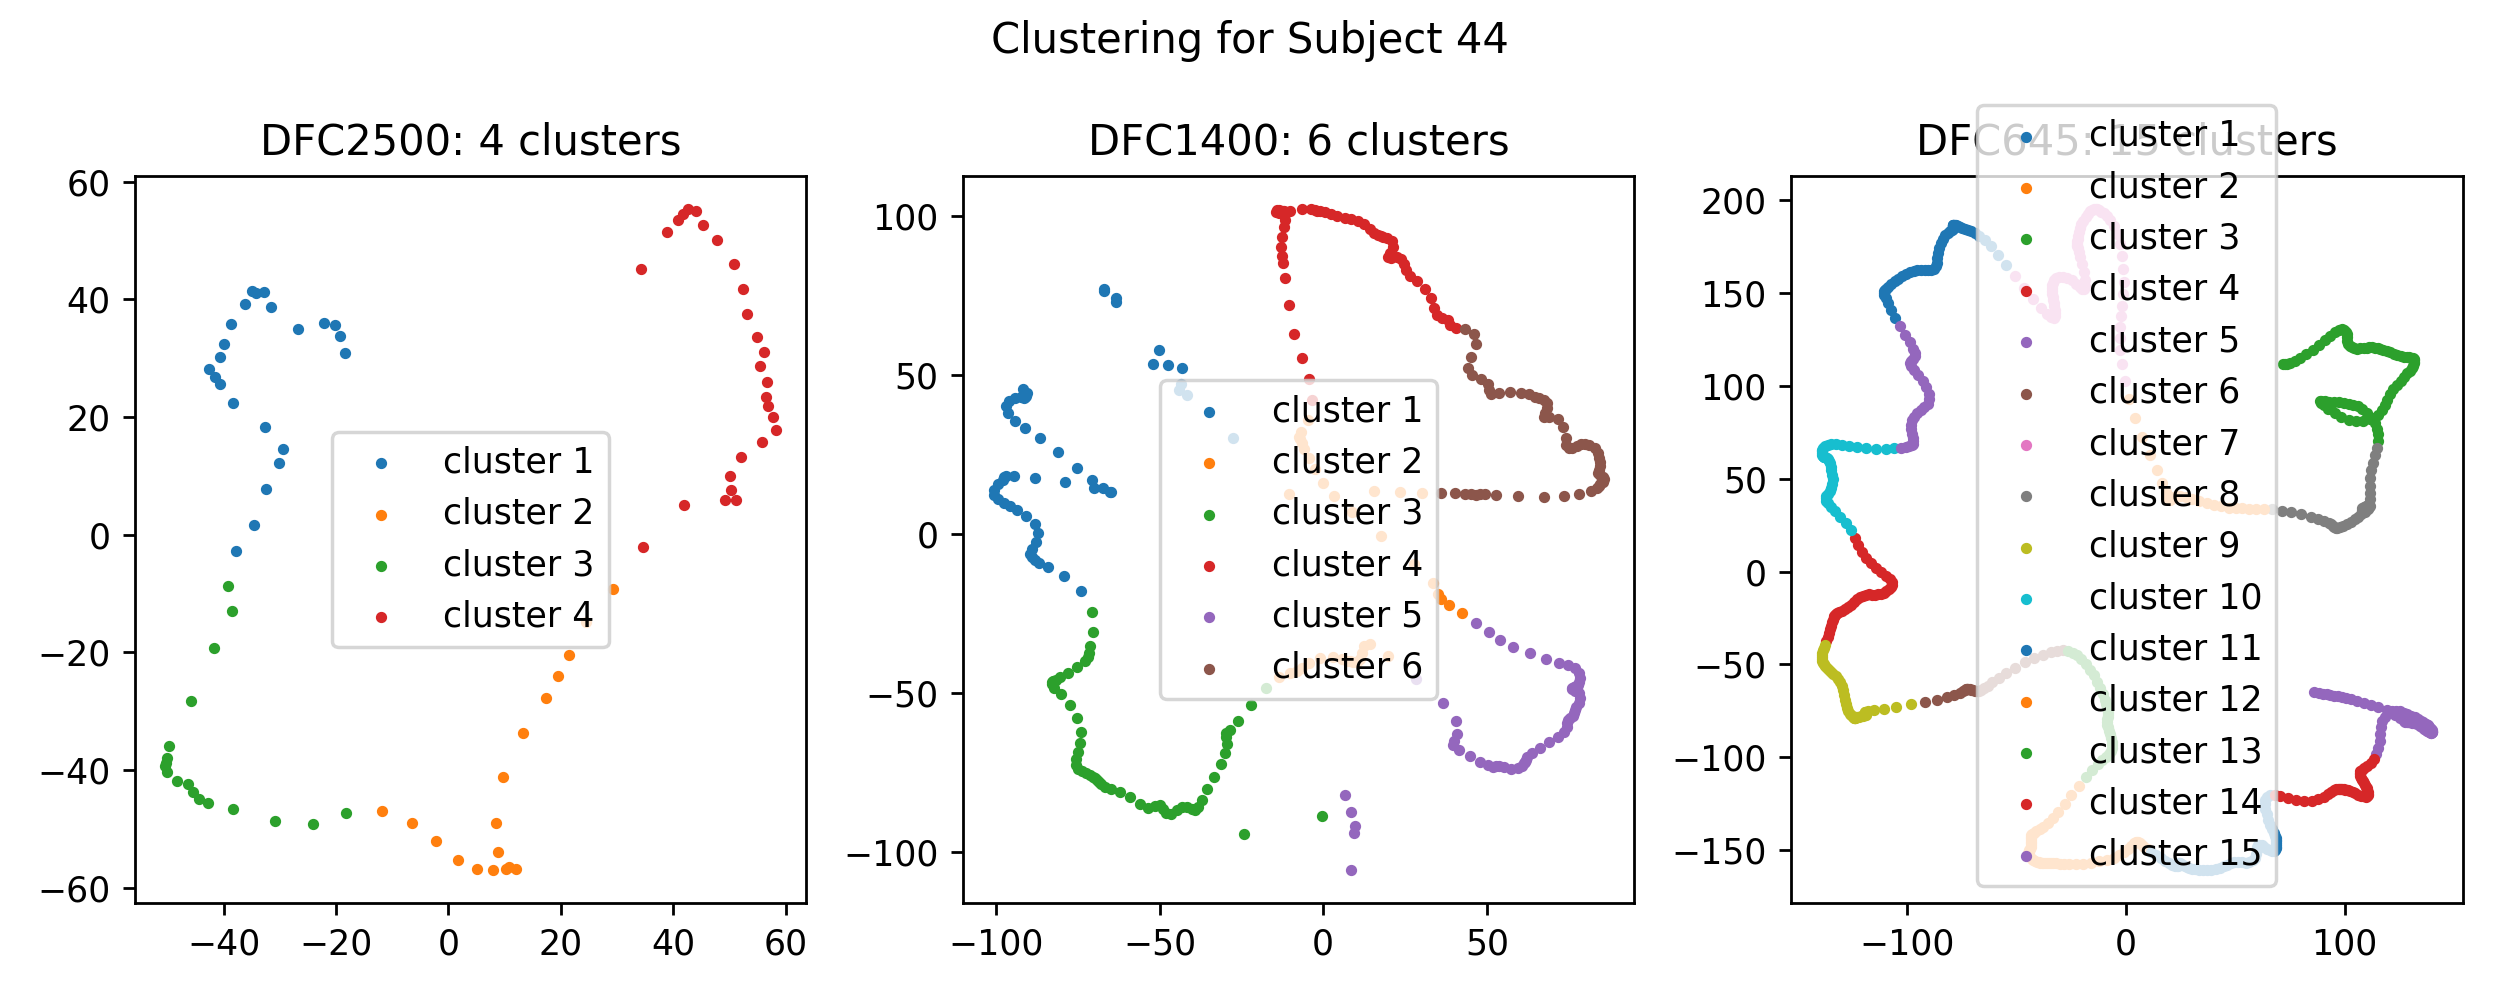 Clustering for Subject 44
DFC2500: 4 clusters
60
40
20
0
−20
−40
−60
−40
−20
0
20
40
60
cluster 1
cluster 2
cluster 3
cluster 4
DFC1400: 6 clusters
100
50
0
−50
−100
−100
−50
0
50
cluster 1
cluster 2
cluster 3
cluster 4
cluster 5
cluster 6
DFC645: 15 clusters
200
150
100
50
0
−50
−100
−150
−100
0
100
cluster 1
cluster 2
cluster 3
cluster 4
cluster 5
cluster 6
cluster 7
cluster 8
cluster 9
cluster 10
cluster 11
cluster 12
cluster 13
cluster 14
cluster 15